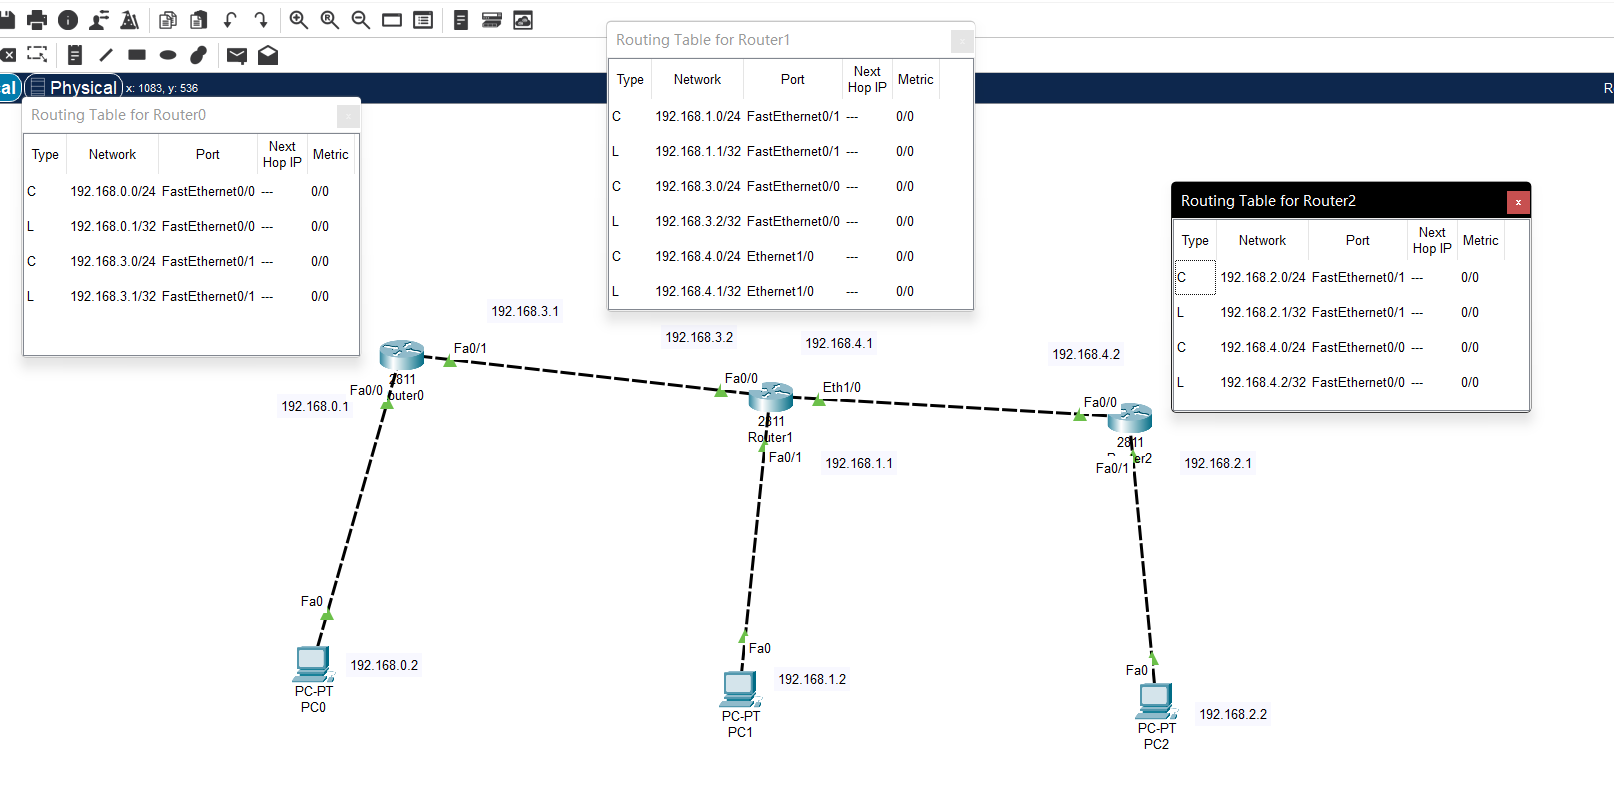 al Physical x: 1083, y: 536
R
Routing Table for Router0 x
Type Network Port Next Hop IP Metric
C 192.168.0.0/24 FastEthernet0/0 --- 0/0
L 192.168.0.1/32 FastEthernet0/0 --- 0/0
C 192.168.3.0/24 FastEthernet0/1 --- 0/0
L 192.168.3.1/32 FastEthernet0/1 --- 0/0
Routing Table for Router1 x
Type Network Port Next Hop IP Metric
C 192.168.1.0/24 FastEthernet0/1 --- 0/0
L 192.168.1.1/32 FastEthernet0/1 --- 0/0
C 192.168.3.0/24 FastEthernet0/0 --- 0/0
L 192.168.3.2/32 FastEthernet0/0 --- 0/0
C 192.168.4.0/24 Ethernet1/0 --- 0/0
L 192.168.4.1/32 Ethernet1/0 --- 0/0
Routing Table for Router2 x
Type Network Port Next Hop IP Metric
C 192.168.2.0/24 FastEthernet0/1 --- 0/0
L 192.168.2.1/32 FastEthernet0/1 --- 0/0
C 192.168.4.0/24 FastEthernet0/0 --- 0/0
L 192.168.4.2/32 FastEthernet0/0 --- 0/0
192.168.3.1
192.168.3.2
192.168.4.1
192.168.4.2
Fa0/1
2811
outer0
Fa0/0
192.168.0.1
Fa0/0
Eth1/0
2811
Router1
Fa0/1
192.168.1.1
Fa0/0
2811
er2
Fa0/1
192.168.2.1
Fa0
192.168.0.2
PC-PT
PC0
Fa0
192.168.1.2
PC-PT
PC1
Fa0
192.168.2.2
PC-PT
PC2